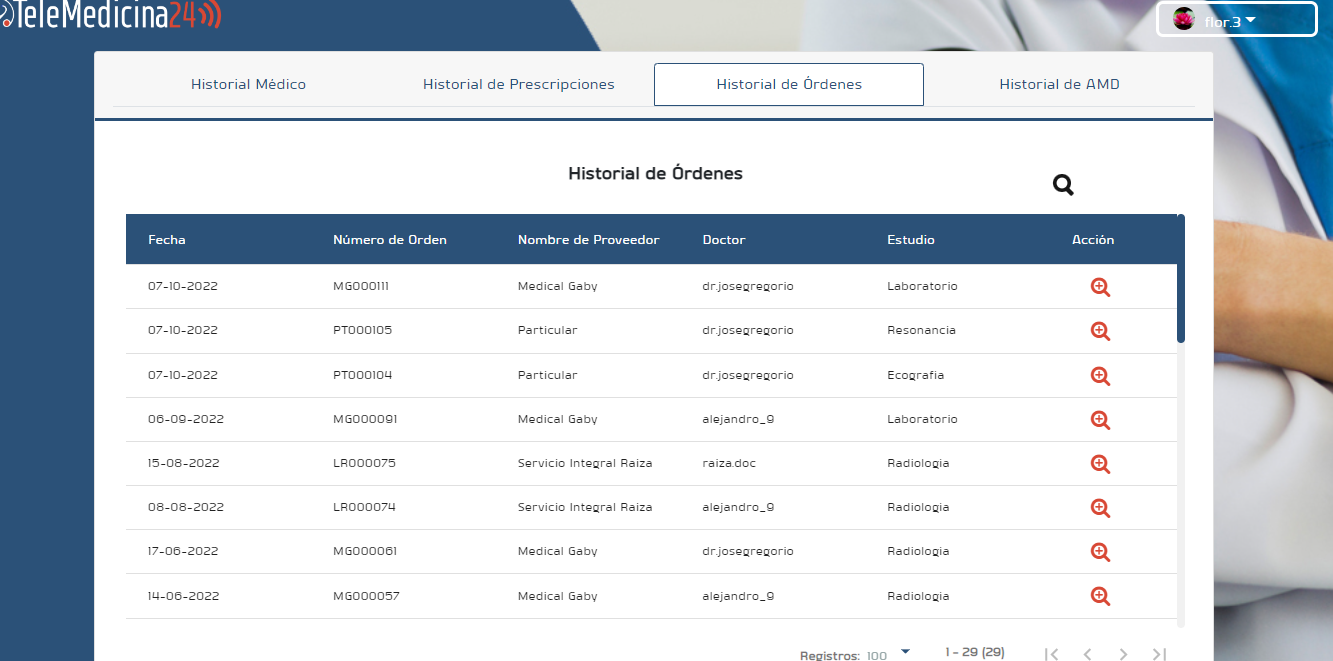 TeleMedicina24
flor.3
Historial Médico Historial de Prescripciones Historial de Órdenes Historial de AMD
Historial de Órdenes
Fecha Número de Orden Nombre de Proveedor Doctor Estudio Acción
07-10-2022 MG000111 Medical Gaby dr.josegregorio Laboratorio
07-10-2022 PT000105 Particular dr.josegregorio Resonancia
07-10-2022 PT000104 Particular dr.josegregorio Ecografia
06-09-2022 MG000091 Medical Gaby alejandro_9 Laboratorio
15-08-2022 LR000075 Servicio Integral Raiza raiza.doc Radiologia
08-08-2022 LR000074 Servicio Integral Raiza alejandro_9 Radiologia
17-06-2022 MG000061 Medical Gaby dr.josegregorio Radiologia
14-06-2022 MG000057 Medical Gaby alejandro_9 Radiologia
Registros: 100 1 - 29 (29)